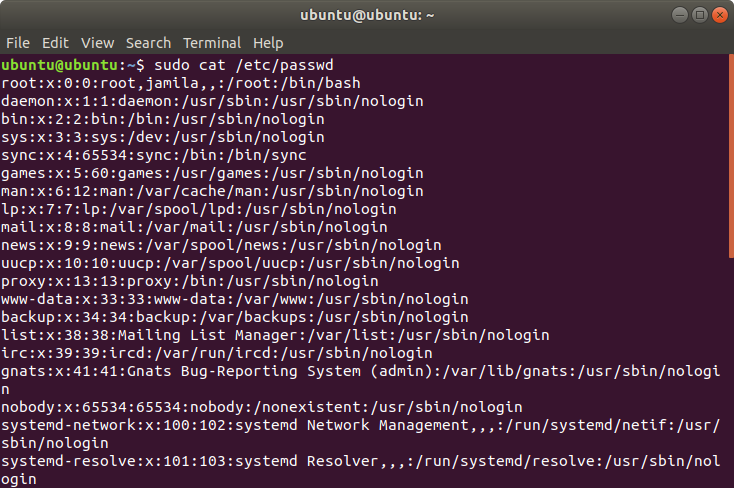 ubuntu@ubuntu: ~
File Edit View Search Terminal Help
ubuntu@ubuntu:~$ sudo cat /etc/passwd
root:x:0:0:root,jamila,,:/root:/bin/bash
daemon:x:1:1:daemon:/usr/sbin:/usr/sbin/nologin
bin:x:2:2:bin:/bin:/usr/sbin/nologin
sys:x:3:3:sys:/dev:/usr/sbin/nologin
sync:x:4:65534:sync:/bin:/bin/sync
games:x:5:60:games:/usr/games:/usr/sbin/nologin
man:x:6:12:man:/var/cache/man:/usr/sbin/nologin
lp:x:7:7:lp:/var/spool/lpd:/usr/sbin/nologin
mail:x:8:8:mail:/var/mail:/usr/sbin/nologin
news:x:9:9:news:/var/spool/news:/usr/sbin/nologin
uucp:x:10:10:uucp:/var/spool/uucp:/usr/sbin/nologin
proxy:x:13:13:proxy:/bin:/usr/sbin/nologin
www-data:x:33:33:www-data:/var/www:/usr/sbin/nologin
backup:x:34:34:backup:/var/backups:/usr/sbin/nologin
list:x:38:38:Mailing List Manager:/var/list:/usr/sbin/nologin
irc:x:39:39:ircd:/var/run/ircd:/usr/sbin/nologin
gnats:x:41:41:Gnats Bug-Reporting System (admin):/var/lib/gnats:/usr/sbin/nologi
n
nobody:x:65534:65534:nobody:/nonexistent:/usr/sbin/nologin
systemd-network:x:100:102:systemd Network Management,,,:/run/systemd/netif:/usr/
sbin/nologin
systemd-resolve:x:101:103:systemd Resolver,,,:/run/systemd/resolve:/usr/sbin/nol
ogin